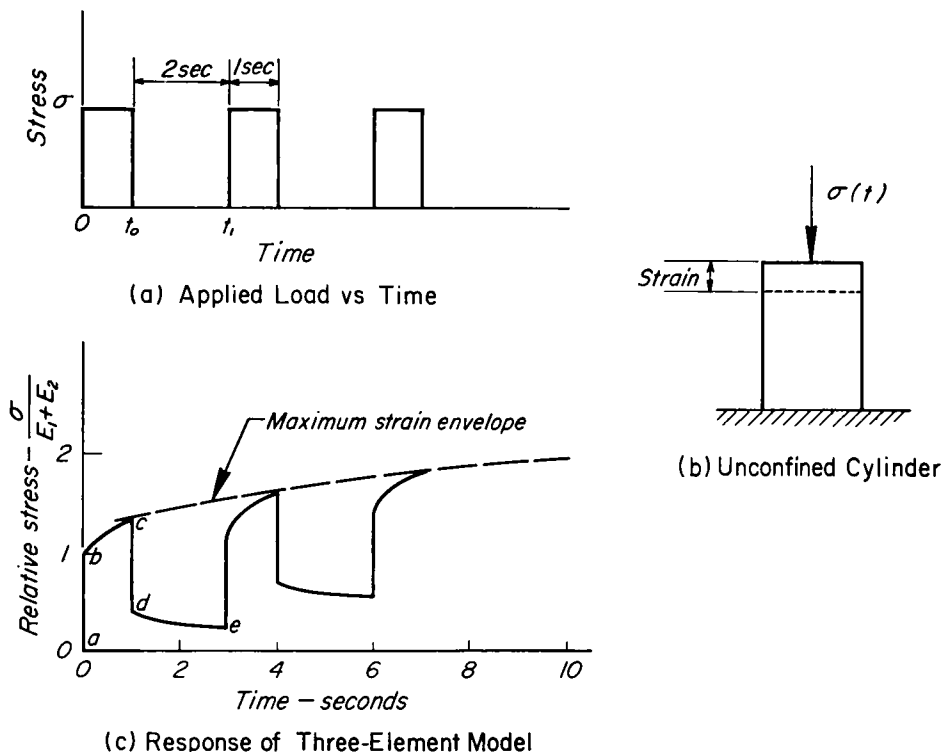 Stress
σ
2sec
1sec
0
t₀
t₁
Time
(a) Applied Load vs Time
σ(t)
Strain
(b) Unconfined Cylinder
Relative stress – σ / E₁ + E₂
Maximum strain envelope
2
1
0
a
b
c
d
e
2
4
6
8
10
Time – seconds
(c) Response of Three-Element Model